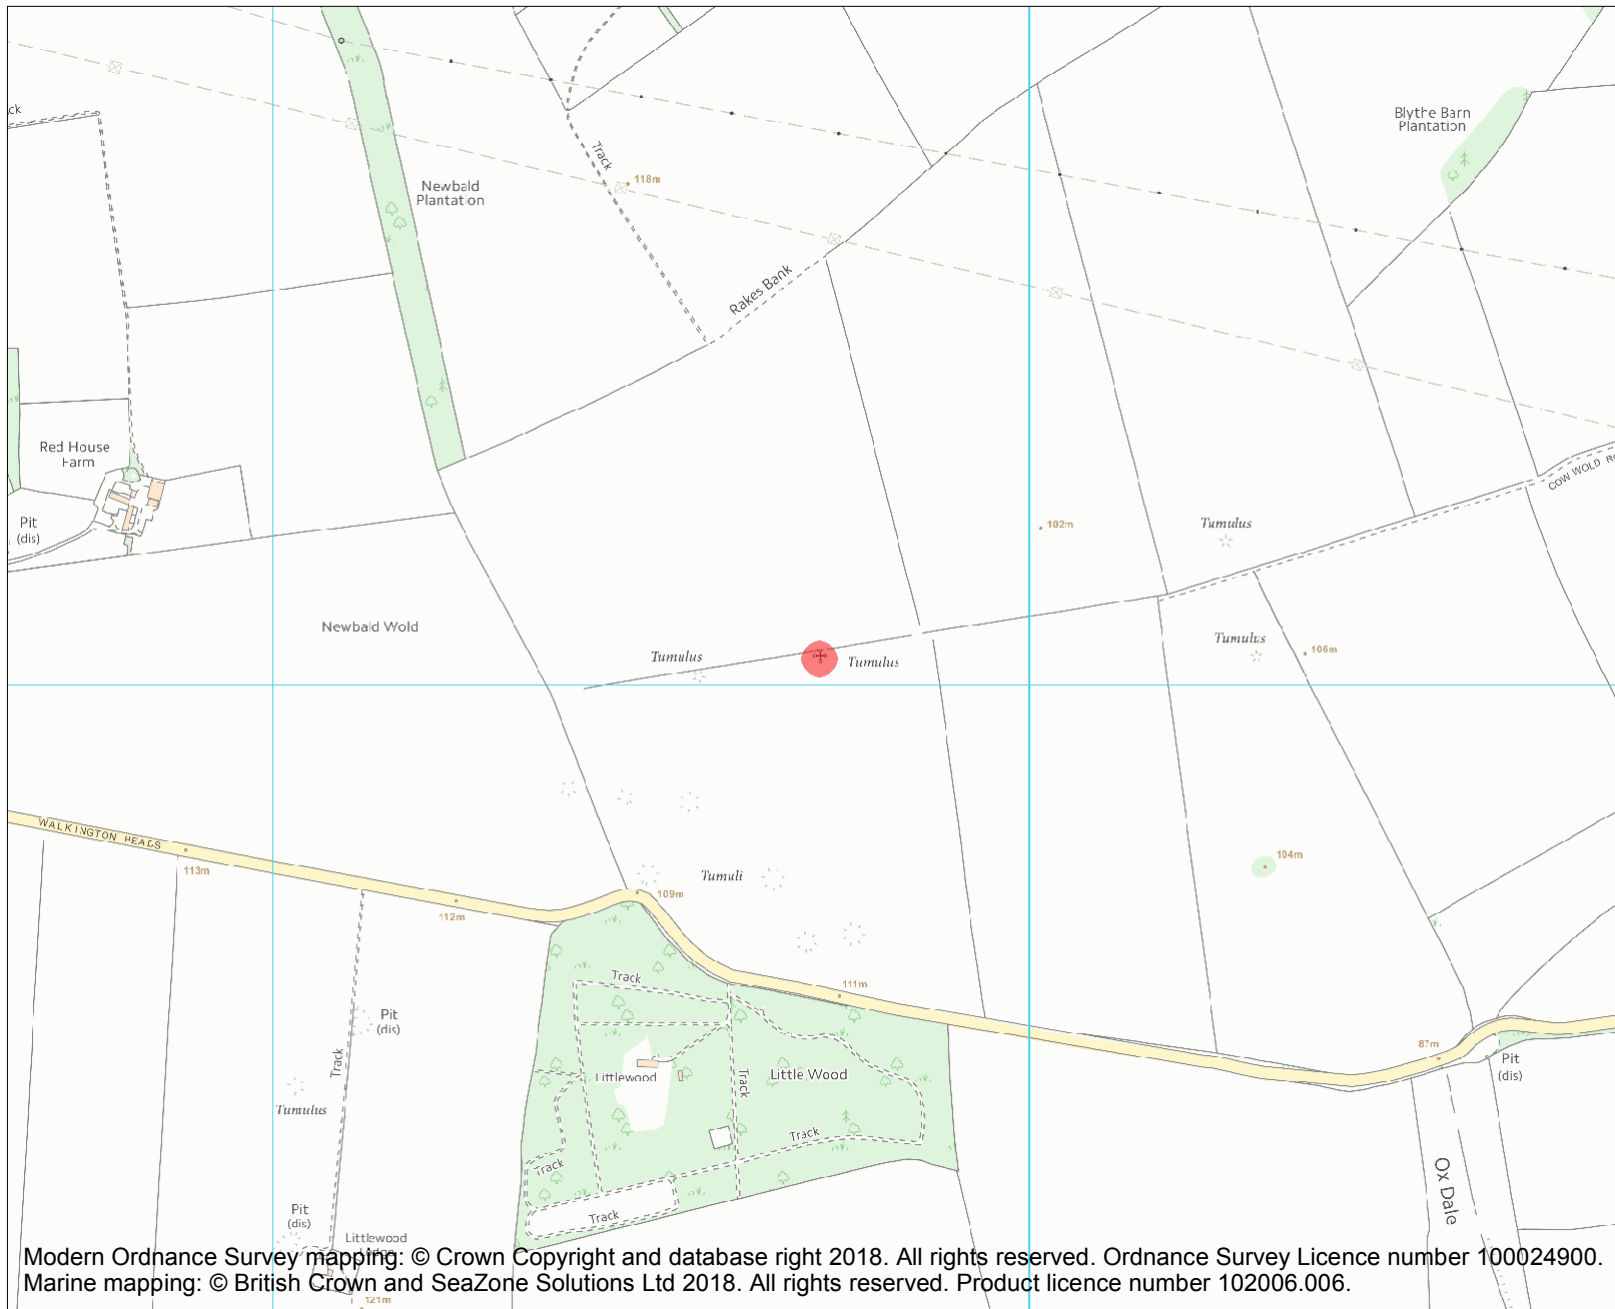 Blythe Barn
Plantation
Track
118m
Newbald
Plantation
Rakes Bank
Red House
Farm
Pit
(dis)
COW WOLD
102m
Tumulus
Newbald Wold
Tumulus
Tumulus
Tumulus
106m
WALKINGTON HEADS
113m
112m
109m
Tumuli
104m
111m
Track
Pit
(dis)
Track
Littlewood
Track
Little Wood
87m
Pit
(dis)
Tumulus
Track
Track
Track
Ox Dale
Pit
(dis)
Littlewood
Lodge
121m
Modern Ordnance Survey mapping: © Crown Copyright and database right 2018. All rights reserved. Ordnance Survey Licence number 100024900.
Marine mapping: © British Crown and SeaZone Solutions Ltd 2018. All rights reserved. Product licence number 102006.006.